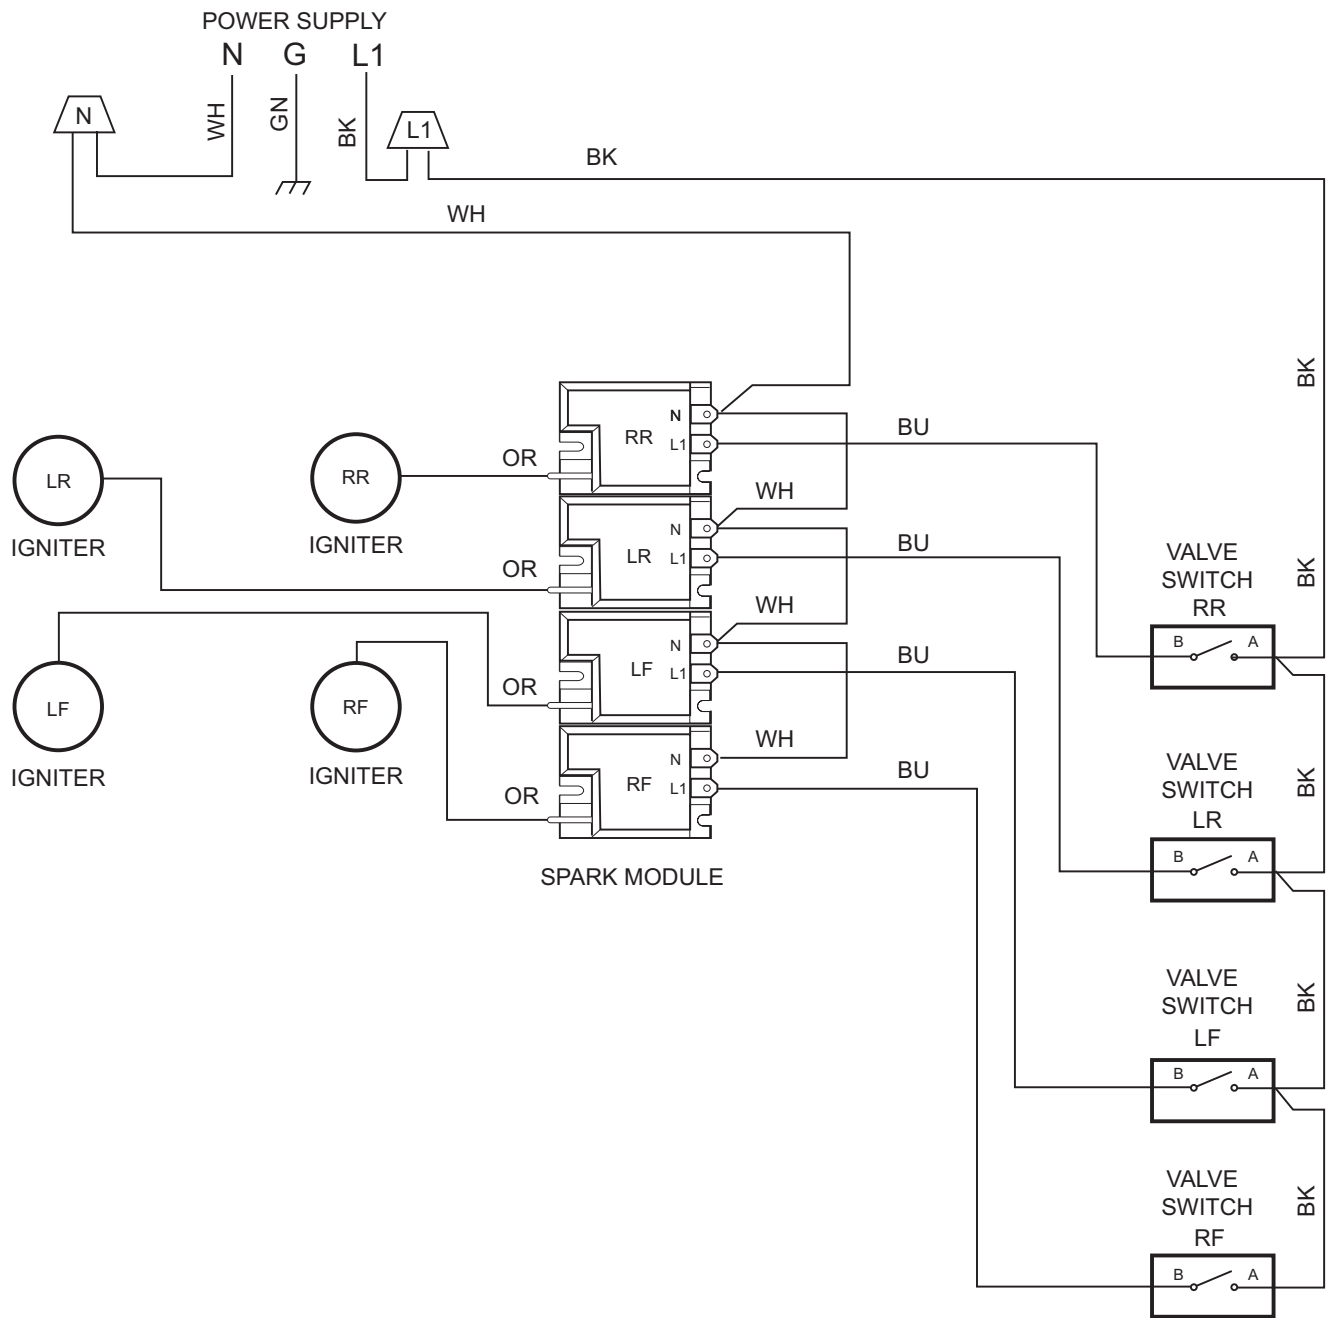 POWER SUPPLY
N G L1
WH
GN
BK
N
L1
BK
WH
BK
N
RR
L1
BU
OR
LR
IGNITER
RR
IGNITER
WH
N
LR
L1
BU
OR
VALVE
SWITCH
RR
BK
B A
WH
N
LF
L1
BU
OR
LF
IGNITER
RF
IGNITER
WH
N
RF
L1
BU
OR
SPARK MODULE
VALVE
SWITCH
LR
BK
B A
VALVE
SWITCH
LF
BK
B A
VALVE
SWITCH
RF
BK
B A